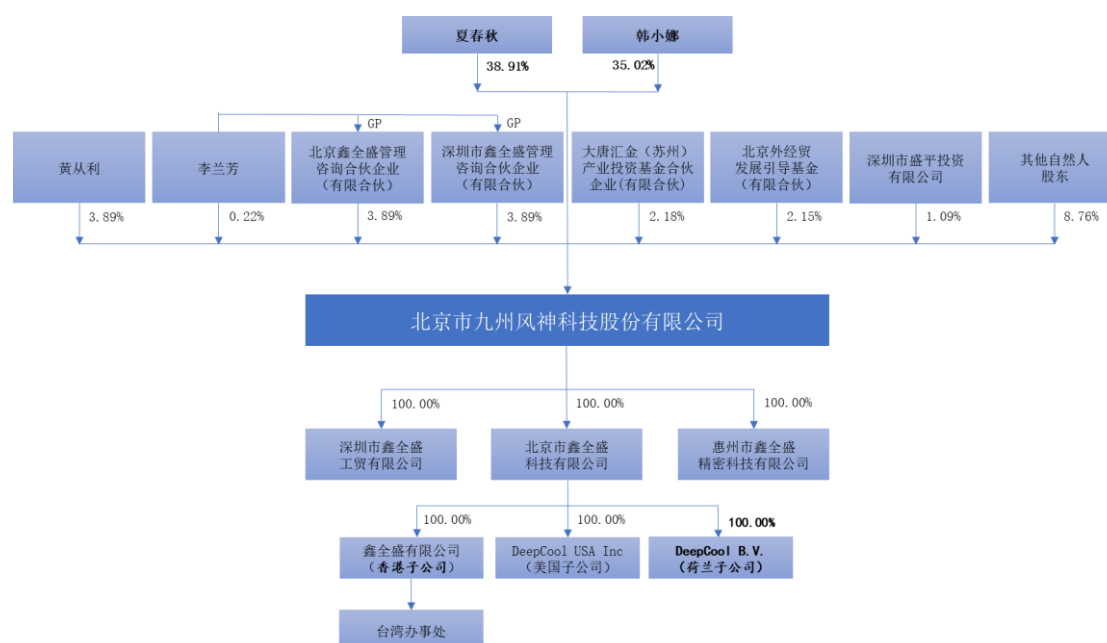 夏春秋
韩小娜
38.91%
35.02%
GP
GP
黄从利
李兰芳
北京鑫全盛管理
咨询合伙企业
（有限合伙）
深圳市鑫全盛管理
咨询合伙企业
（有限合伙）
大唐汇金（苏州）
产业投资基金合伙
企业(有限合伙)
北京外经贸
发展引导基金
（有限合伙）
深圳市盛平投资
有限公司
其他自然人
股东
3.89%
0.22%
3.89%
3.89%
2.18%
2.15%
1.09%
8.76%
北京市九州风神科技股份有限公司
100.00%
100.00%
100.00%
深圳市鑫全盛
工贸有限公司
北京市鑫全盛
科技有限公司
惠州市鑫全盛
精密科技有限公司
100.00%
100.00%
100.00%
鑫全盛有限公司
（香港子公司）
DeepCool USA Inc
（美国子公司）
DeepCool B.V.
（荷兰子公司）
台湾办事处